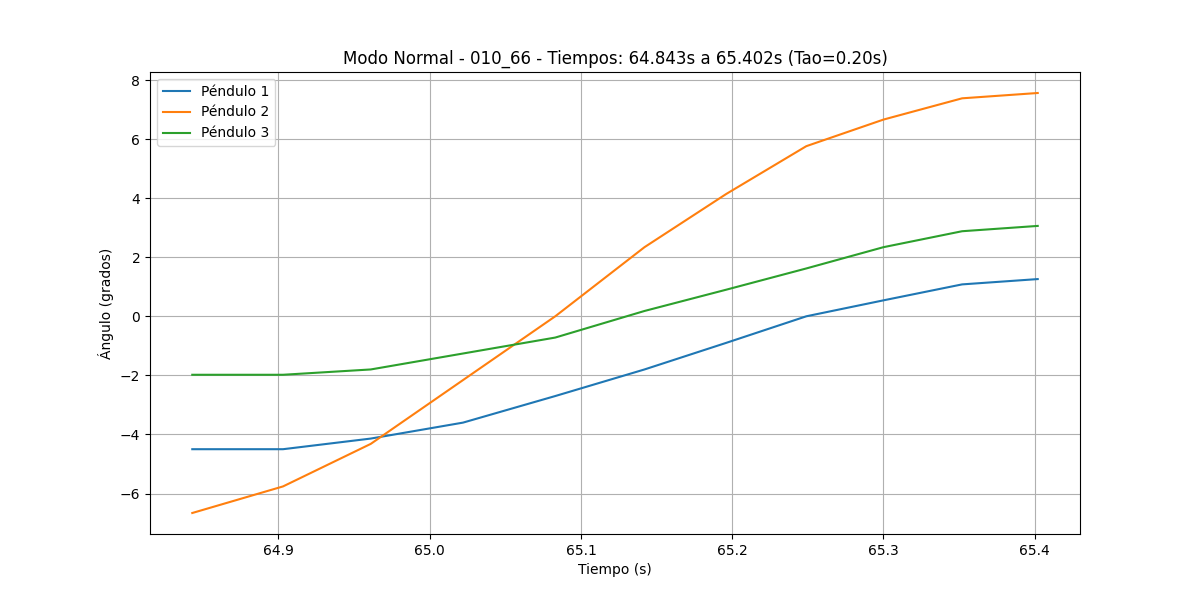 Modo Normal - 010_66 - Tiempos: 64.843s a 65.402s (Tao=0.20s)
Péndulo 1
Péndulo 2
Péndulo 3
8
6
4
2
0
−2
−4
−6
Ángulo (grados)
64.9 65.0 65.1 65.2 65.3 65.4
Tiempo (s)